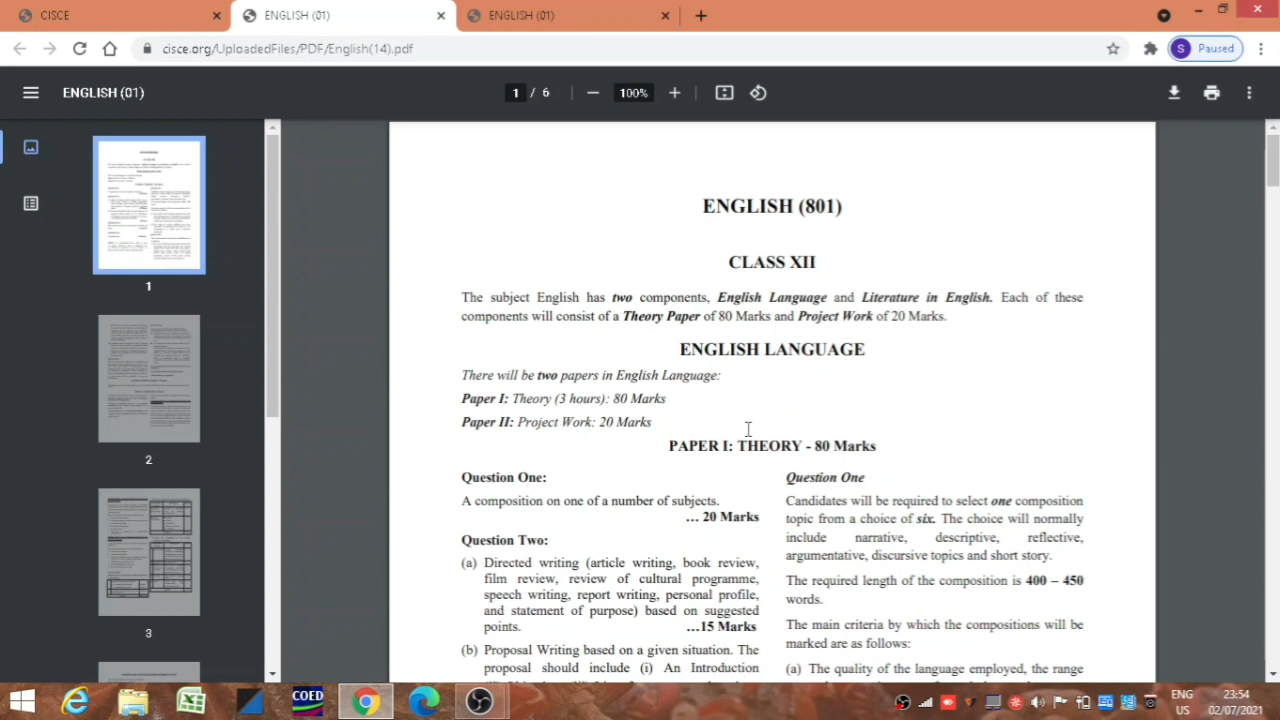 CISCE
ENGLISH (01)
ENGLISH (01)
cisce.org/UploadedFiles/PDF/English(14).pdf
S Paused
ENGLISH (01)
1 / 6
100%
1
2
3
ENGLISH (801)
CLASS XII
The subject English has two components, English Language and Literature in English. Each of these
components will consist of a Theory Paper of 80 Marks and Project Work of 20 Marks.
ENGLISH LANGUAGE
There will be two papers in English Language:
Paper I: Theory (3 hours): 80 Marks
Paper II: Project Work: 20 Marks
PAPER I: THEORY - 80 Marks
Question One:
A composition on one of a number of subjects.
... 20 Marks
Question Two:
(a) Directed writing (article writing, book review,
film review, review of cultural programme,
speech writing, report writing, personal profile,
and statement of purpose) based on suggested
points. ...15 Marks
(b) Proposal Writing based on a given situation. The
proposal should include (i) An Introduction
Question One
Candidates will be required to select one composition
topic from a choice of six. The choice will normally
include narrative, descriptive, reflective,
argumentative, discursive topics and short story.
The required length of the composition is 400 – 450
words.
The main criteria by which the compositions will be
marked are as follows:
(a) The quality of the language employed, the range
COED
ENG
US
23:54
02/07/2021